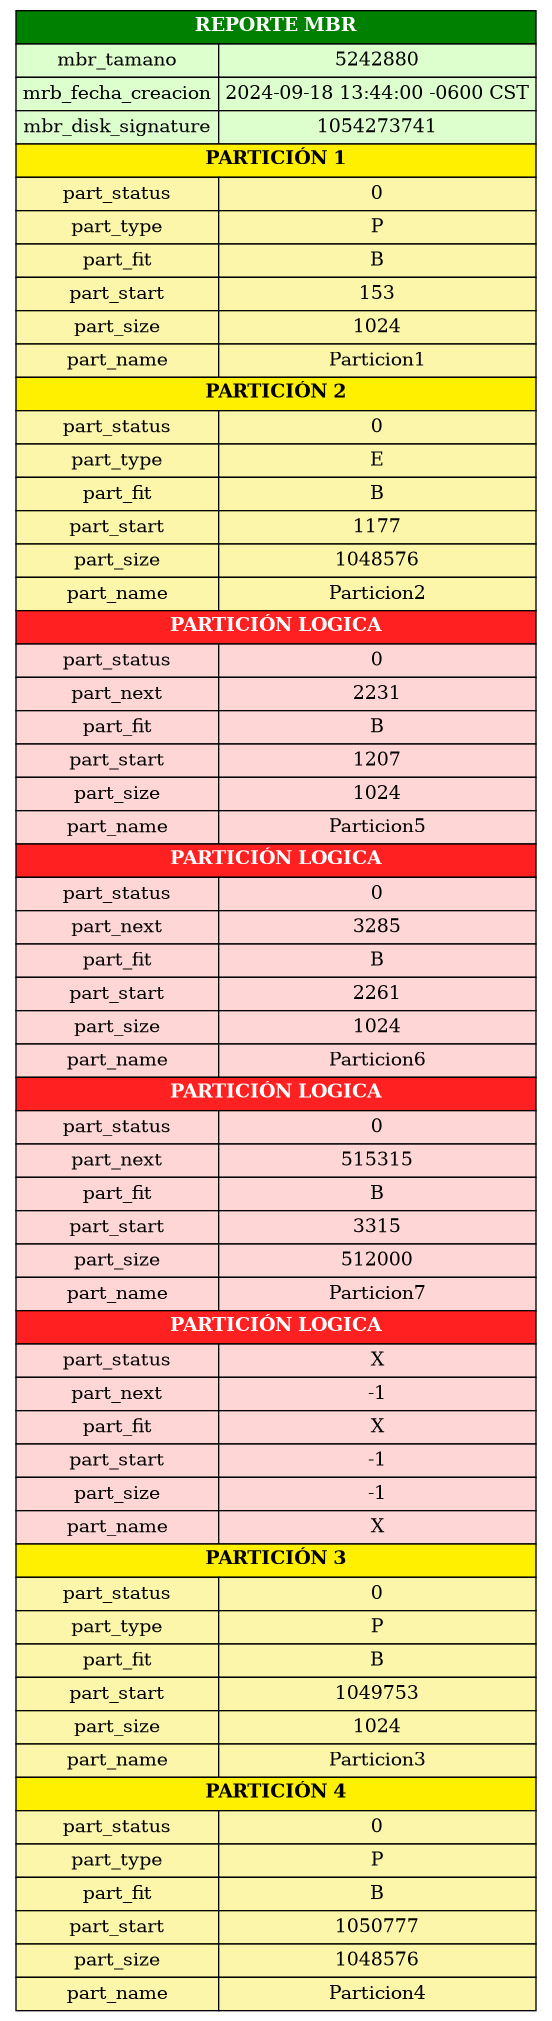 REPORTE MBR
mbr_tamano 5242880
mrb_fecha_creacion 2024-09-18 13:44:00 -0600 CST
mbr_disk_signature 1054273741
PARTICIÓN 1
part_status 0
part_type P
part_fit B
part_start 153
part_size 1024
part_name Particion1
PARTICIÓN 2
part_status 0
part_type E
part_fit B
part_start 1177
part_size 1048576
part_name Particion2
PARTICIÓN LOGICA
part_status 0
part_next 2231
part_fit B
part_start 1207
part_size 1024
part_name Particion5
PARTICIÓN LOGICA
part_status 0
part_next 3285
part_fit B
part_start 2261
part_size 1024
part_name Particion6
PARTICIÓN LOGICA
part_status 0
part_next 515315
part_fit B
part_start 3315
part_size 512000
part_name Particion7
PARTICIÓN LOGICA
part_status X
part_next -1
part_fit X
part_start -1
part_size -1
part_name X
PARTICIÓN 3
part_status 0
part_type P
part_fit B
part_start 1049753
part_size 1024
part_name Particion3
PARTICIÓN 4
part_status 0
part_type P
part_fit B
part_start 1050777
part_size 1048576
part_name Particion4